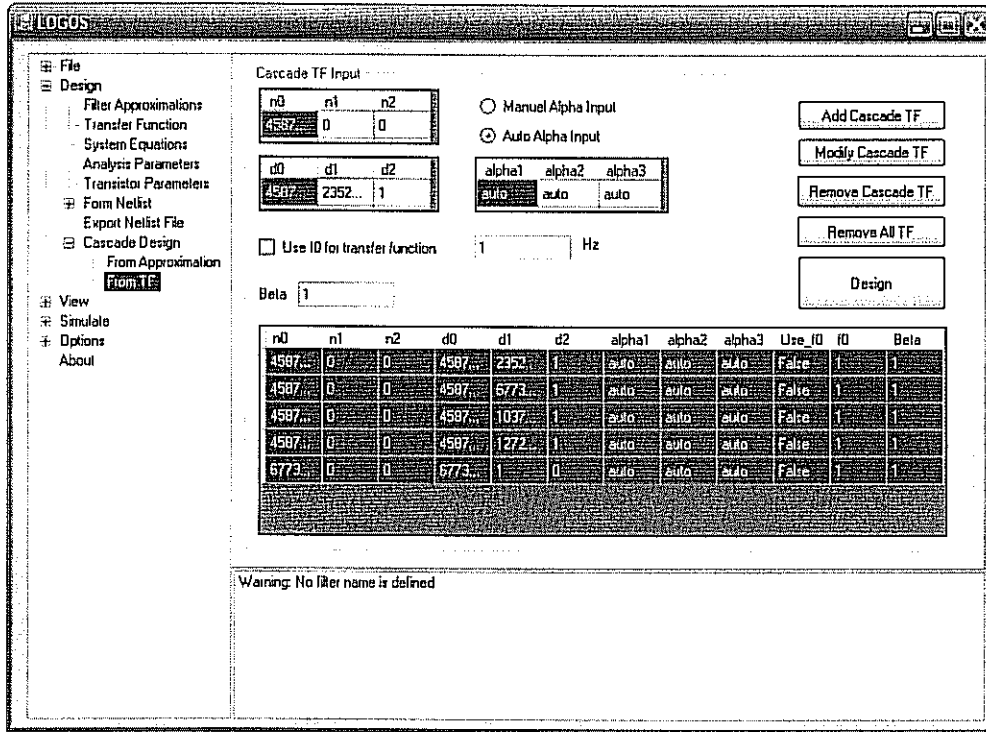 LOGOS
File
Design
Filter Approximations
Transfer Function
System Equations
Analysis Parameters
Transistor Parameters
Form Netlist
Export Netlist File
Cascade Design
From Approximation
From TF
View
Simulate
Options
About
Cascade TF Input
n0 n1 n2
4587... 0 0
d0 d1 d2
4587... 2352... 1
Manual Alpha Input
Auto Alpha Input
alpha1 alpha2 alpha3
auto auto auto
Use f0 for transfer function 1 Hz
Beta 1
Add Cascade TF
Modify Cascade TF
Remove Cascade TF
Remove All TF
Design
n0 n1 n2 d0 d1 d2 alpha1 alpha2 alpha3 Use_f0 f0 Beta
4587... 0 0 4587... 2352... 1 auto auto auto False 1 1
4587... 0 0 4587... 6773... 1 auto auto auto False 1 1
4587... 0 0 4587... 1037... 1 auto auto auto False 1 1
4587... 0 0 4587... 1272... 1 auto auto auto False 1 1
6773... 0 0 6773... 1 0 auto auto auto False 1 1
Warning: No filter name is defined